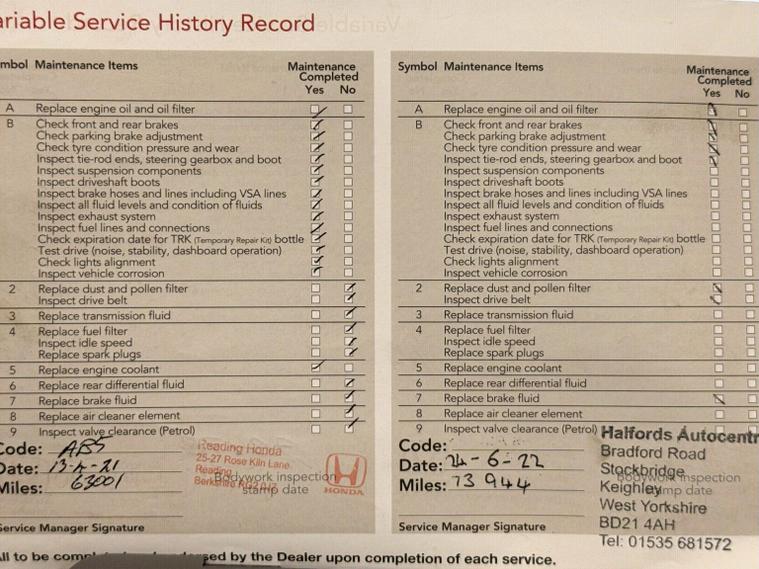 ariable Service History Record
mbol Maintenance Items Maintenance Completed Yes No
A Replace engine oil and oil filter
B Check front and rear brakes
Check parking brake adjustment
Check tyre condition pressure and wear
Inspect tie-rod ends, steering gearbox and boot
Inspect suspension components
Inspect driveshaft boots
Inspect brake hoses and lines including VSA lines
Inspect all fluid levels and condition of fluids
Inspect exhaust system
Inspect fuel lines and connections
Check expiration date for TRK (Temporary Repair Kit) bottle
Test drive (noise, stability, dashboard operation)
Check lights alignment
Inspect vehicle corrosion
2 Replace dust and pollen filter
Inspect drive belt
3 Replace transmission fluid
4 Replace fuel filter
Inspect idle speed
Replace spark plugs
5 Replace engine coolant
6 Replace rear differential fluid
7 Replace brake fluid
8 Replace air cleaner element
9 Inspect valve clearance (Petrol)
Code: AB5
Date: 13-4-21
Miles: 63001
Reading Honda
25-27 Rose Kiln Lane
Reading
Berkshire
Bodywork inspection
stamp date
HONDA
Service Manager Signature
Symbol Maintenance Items Maintenance Completed Yes No
A Replace engine oil and oil filter
B Check front and rear brakes
Check parking brake adjustment
Check tyre condition pressure and wear
Inspect tie-rod ends, steering gearbox and boot
Inspect suspension components
Inspect driveshaft boots
Inspect brake hoses and lines including VSA lines
Inspect all fluid levels and condition of fluids
Inspect exhaust system
Inspect fuel lines and connections
Check expiration date for TRK (Temporary Repair Kit) bottle
Test drive (noise, stability, dashboard operation)
Check lights alignment
Inspect vehicle corrosion
2 Replace dust and pollen filter
Inspect drive belt
3 Replace transmission fluid
4 Replace fuel filter
Inspect idle speed
Replace spark plugs
5 Replace engine coolant
6 Replace rear differential fluid
7 Replace brake fluid
8 Replace air cleaner element
9 Inspect valve clearance (Petrol)
Code:
Date: 24-6-22
Miles: 73944
Halfords Autocentr
Bradford Road
Stockbridge
Keighley
West Yorkshire
BD21 4AH
Tel: 01535 681572
Bodywork inspection
stamp date
Service Manager Signature
All to be by the Dealer upon completion of each service.